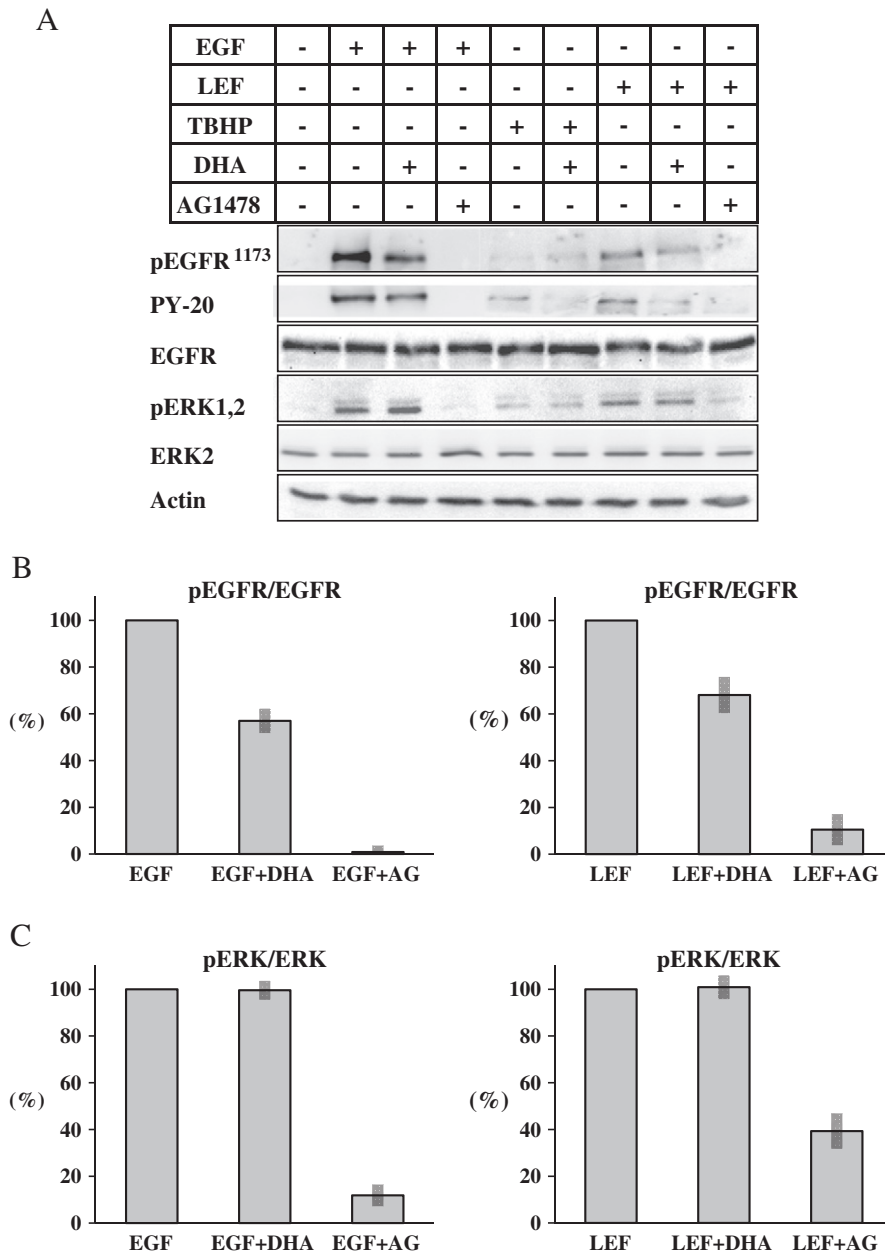 A
EGF - + + + - - - - -
LEF - - - - - - + + +
TBHP - - - - + + - - -
DHA - - + - - + - + -
AG1478 - - - + - - - - +
pEGFR 1173
PY-20
EGFR
pERK1,2
ERK2
Actin
B
pEGFR/EGFR
100
80
60
40
20
0
(%)
EGF EGF+DHA EGF+AG
pEGFR/EGFR
100
80
60
40
20
0
(%)
LEF LEF+DHA LEF+AG
C
pERK/ERK
100
80
60
40
20
0
(%)
EGF EGF+DHA EGF+AG
pERK/ERK
100
80
60
40
20
0
(%)
LEF LEF+DHA LEF+AG